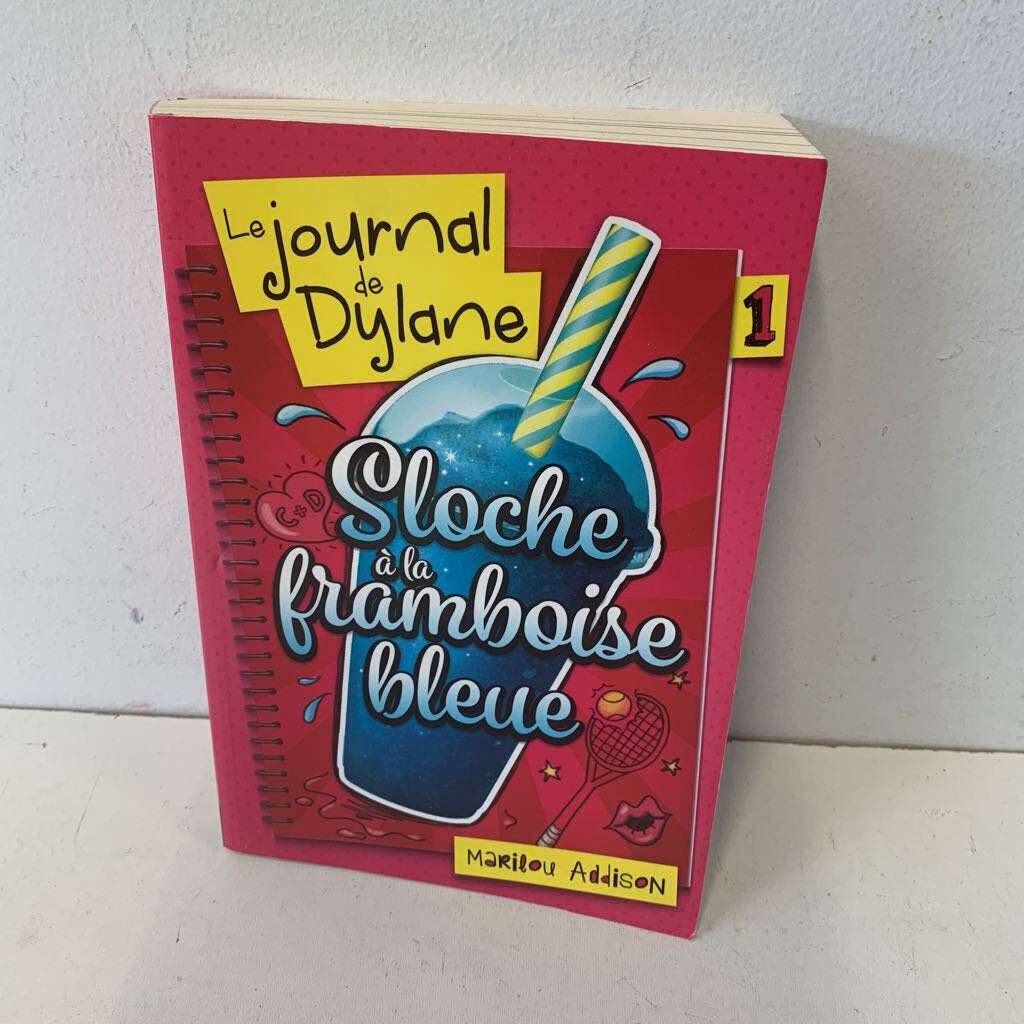 Le journal
de
Dylane
1
Sloche
à la
framboise
bleue
C+D
Marilou Addison